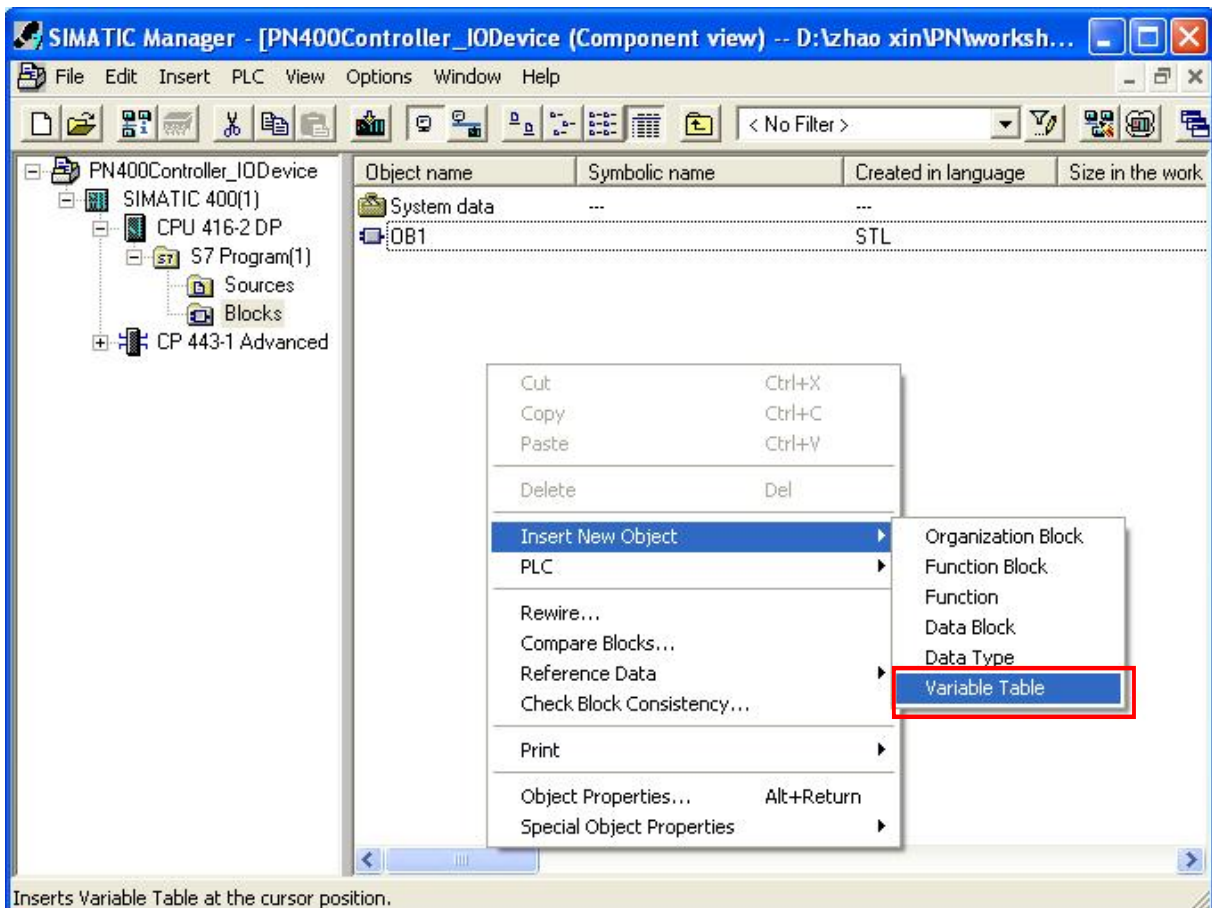 SIMATIC Manager - [PN400Controller_IODevice (Component view) -- D:\zhao xin\PN\worksh...
File Edit Insert PLC View Options Window Help
< No Filter >
PN400Controller_IODevice
SIMATIC 400(1)
CPU 416-2 DP
S7 Program(1)
Sources
Blocks
CP 443-1 Advanced
Object name Symbolic name Created in language Size in the work
System data --- ---
OB1 STL
Cut Ctrl+X
Copy Ctrl+C
Paste Ctrl+V
Delete Del
Insert New Object
PLC
Rewire...
Compare Blocks...
Reference Data
Check Block Consistency...
Print
Object Properties... Alt+Return
Special Object Properties
Organization Block
Function Block
Function
Data Block
Data Type
Variable Table
Inserts Variable Table at the cursor position.